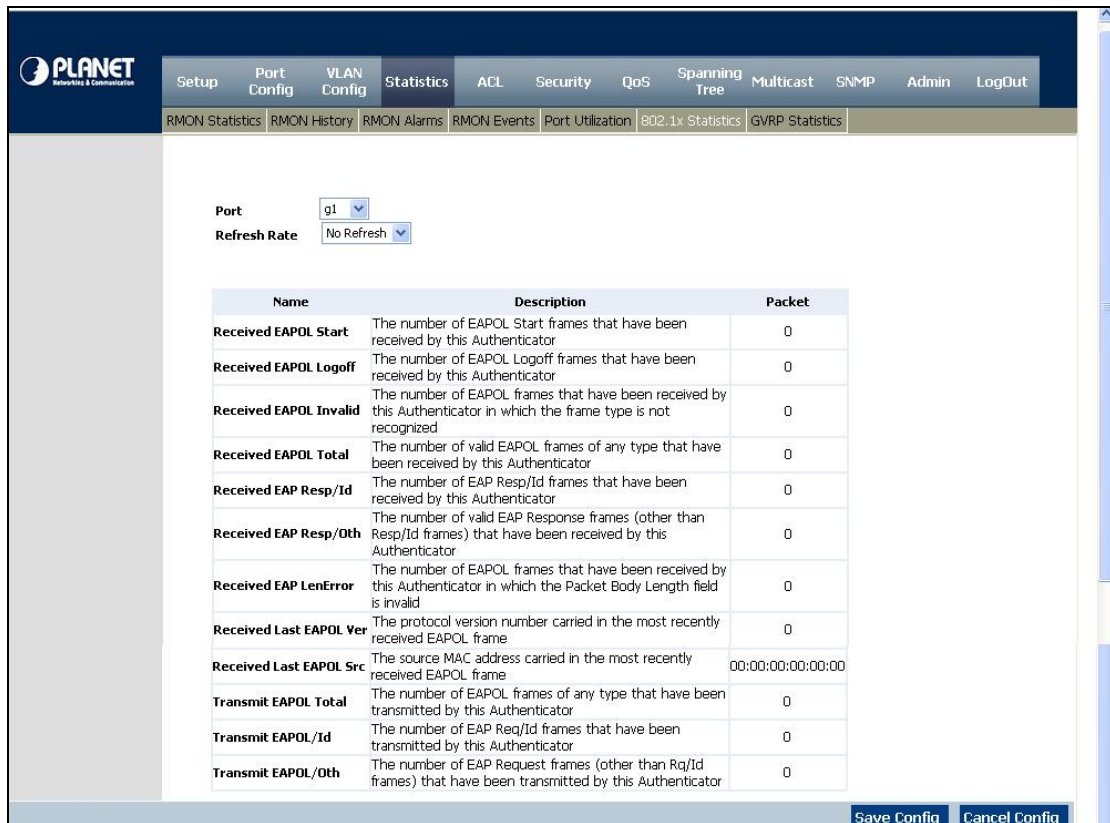 PLANET
Networking & Communication
Setup Port Config VLAN Config Statistics ACL Security QoS Spanning Tree Multicast SNMP Admin LogOut
RMON Statistics RMON History RMON Alarms RMON Events Port Utilization 802.1x Statistics GVRP Statistics
Port g1
Refresh Rate No Refresh
Name Description Packet
Received EAPOL Start The number of EAPOL Start frames that have been received by this Authenticator 0
Received EAPOL Logoff The number of EAPOL Logoff frames that have been received by this Authenticator 0
Received EAPOL Invalid The number of EAPOL frames that have been received by this Authenticator in which the frame type is not recognized 0
Received EAPOL Total The number of valid EAPOL frames of any type that have been received by this Authenticator 0
Received EAP Resp/Id The number of EAP Resp/Id frames that have been received by this Authenticator 0
Received EAP Resp/Oth The number of valid EAP Response frames (other than Resp/Id frames) that have been received by this Authenticator 0
Received EAP LenError The number of EAPOL frames that have been received by this Authenticator in which the Packet Body Length field is invalid 0
Received Last EAPOL Ver The protocol version number carried in the most recently received EAPOL frame 0
Received Last EAPOL Src The source MAC address carried in the most recently received EAPOL frame 00:00:00:00:00:00
Transmit EAPOL Total The number of EAPOL frames of any type that have been transmitted by this Authenticator 0
Transmit EAPOL/Id The number of EAP Req/Id frames that have been transmitted by this Authenticator 0
Transmit EAPOL/Oth The number of EAP Request frames (other than Rq/Id frames) that have been transmitted by this Authenticator 0
Save Config Cancel Config